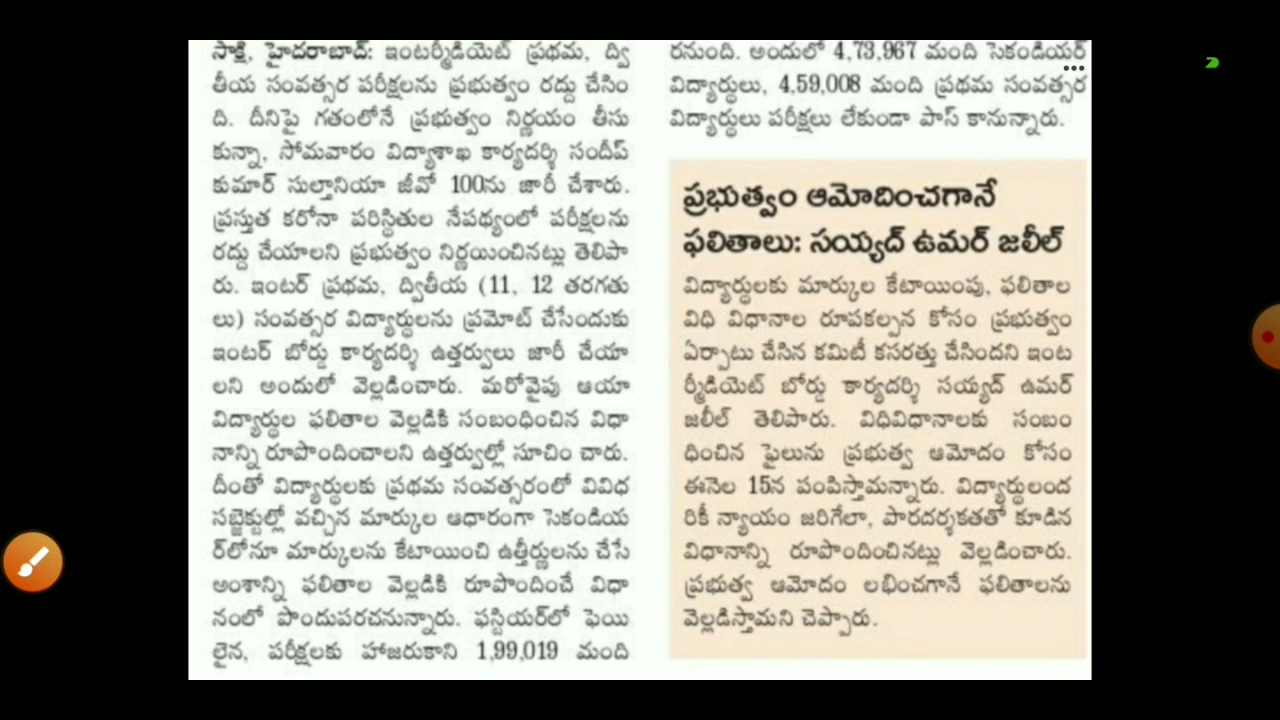 సాక్షి, హైదరాబాద్: ఇంటర్మీడియెట్ ప్రథమ, ద్వి
తీయ సంవత్సర పరీక్షలను ప్రభుత్వం రద్దు చేసిం
ది. దీనిపై గతంలోనే ప్రభుత్వం నిర్ణయం తీసు
కున్నా, సోమవారం విద్యాశాఖ కార్యదర్శి సందీప్
కుమార్ సుల్తానియా జీవో 100ను జారీ చేశారు.
ప్రస్తుత కరోనా పరిస్థితుల నేపథ్యంలో పరీక్షలను
రద్దు చేయాలని ప్రభుత్వం నిర్ణయించినట్లు తెలిపా
రు. ఇంటర్ ప్రథమ, ద్వితీయ (11, 12 తరగతు
లు) సంవత్సర విద్యార్థులను ప్రమోట్ చేసేందుకు
ఇంటర్ బోర్డు కార్యదర్శి ఉత్తర్వులు జారీ చేయా
లని అందులో వెల్లడించారు. మరోవైపు ఆయా
విద్యార్థుల ఫలితాల వెల్లడికి సంబంధించిన విధా
నాన్ని రూపొందించాలని ఉత్తర్వుల్లో సూచిం చారు.
దీంతో విద్యార్థులకు ప్రథమ సంవత్సరంలో వివిధ
సబ్జెక్టుల్లో వచ్చిన మార్కుల ఆధారంగా సెకండియ
ర్‌లోనూ మార్కులను కేటాయించి ఉత్తీర్ణులను చేసే
అంశాన్ని ఫలితాల వెల్లడికి రూపొందించే విధా
నంలో పొందుపరచనున్నారు. ఫస్టియర్‌లో ఫెయి
లైన, పరీక్షలకు హాజరుకాని 1,99,019 మంది
రనుంది. అందులో 4,73,967 మంది సెకండియర్
విద్యార్థులు, 4,59,008 మంది ప్రథమ సంవత్సర
విద్యార్థులు పరీక్షలు లేకుండా పాస్ కానున్నారు.
ప్రభుత్వం ఆమోదించగానే
ఫలితాలు: సయ్యద్ ఉమర్ జలీల్
విద్యార్థులకు మార్కుల కేటాయింపు, ఫలితాల
విధి విధానాల రూపకల్పన కోసం ప్రభుత్వం
ఏర్పాటు చేసిన కమిటీ కసరత్తు చేసిందని ఇంట
ర్మీడియెట్ బోర్డు కార్యదర్శి సయ్యద్ ఉమర్
జలీల్ తెలిపారు. విధివిధానాలకు సంబం
ధించిన ఫైలును ప్రభుత్వ ఆమోదం కోసం
ఈనెల 15న పంపిస్తామన్నారు. విద్యార్థులంద
రికీ న్యాయం జరిగేలా, పారదర్శకతతో కూడిన
విధానాన్ని రూపొందించినట్లు వెల్లడించారు.
ప్రభుత్వ ఆమోదం లభించగానే ఫలితాలను
వెల్లడిస్తామని చెప్పారు.